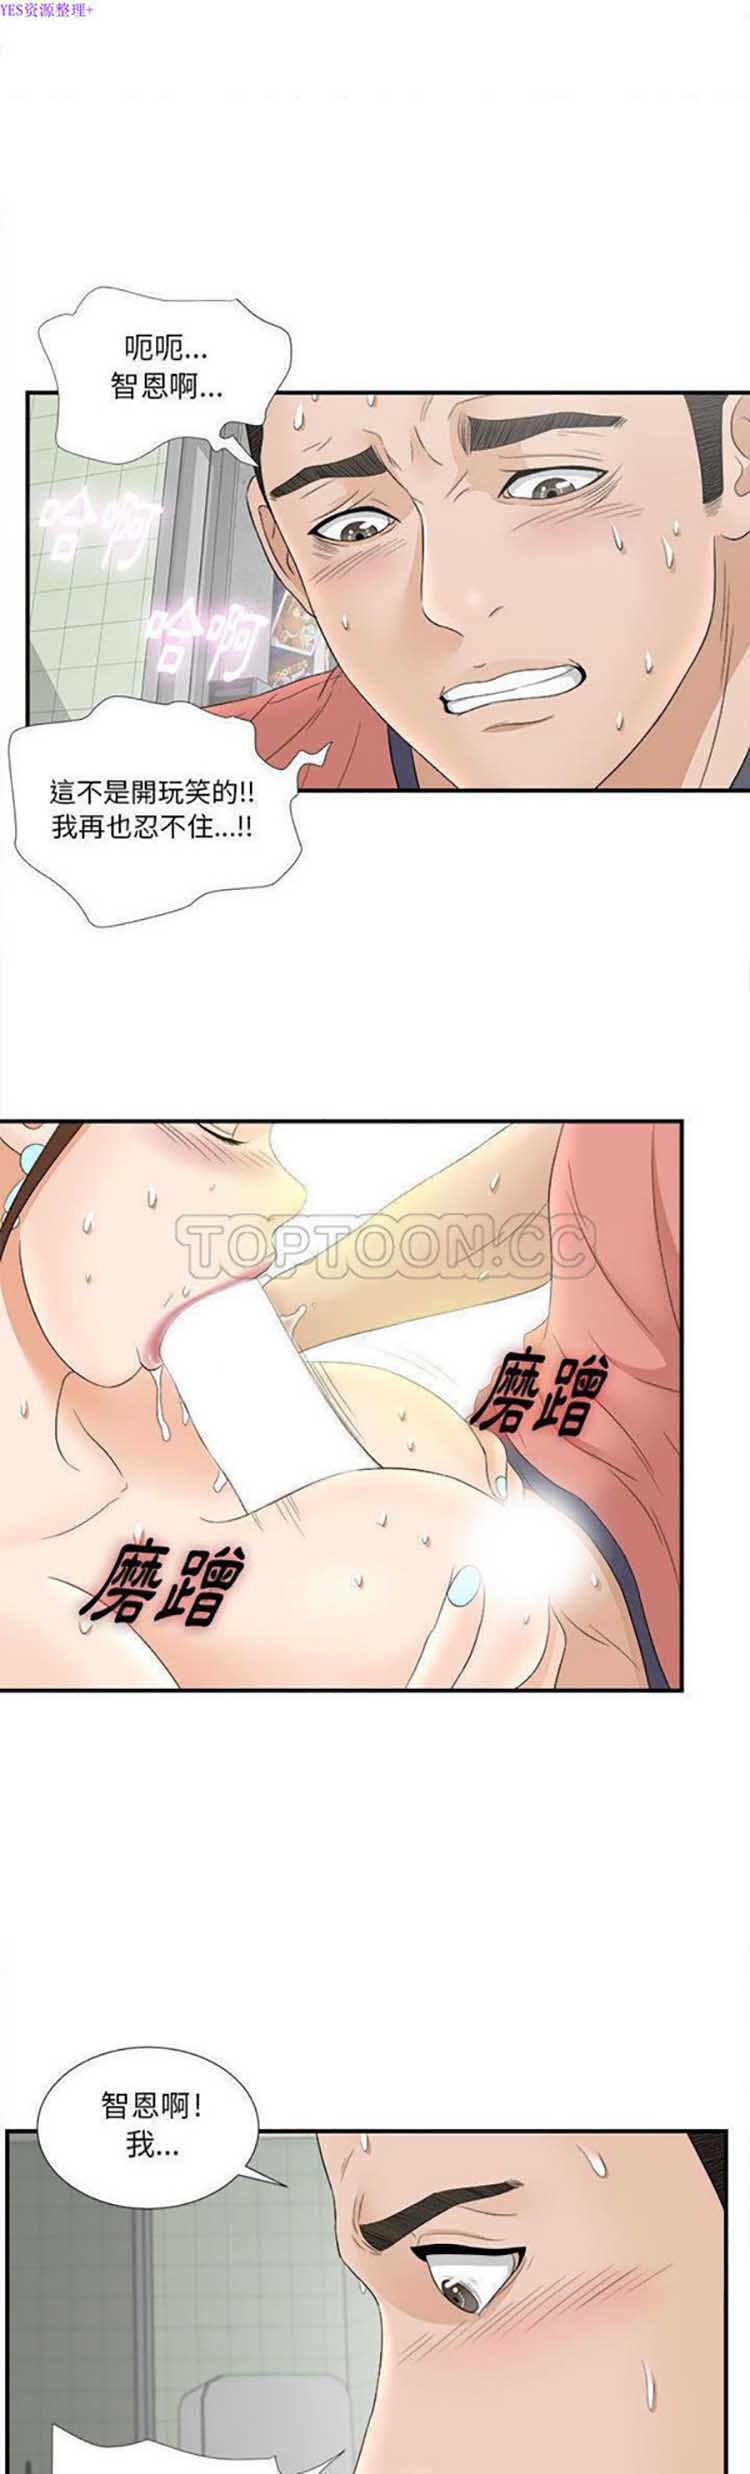 YES资源整理+
呃呃...
智恩啊...
哈啊
哈啊
這不是開玩笑的!!
我再也忍不住...!!
TOPTOON.CC
磨蹭
磨蹭
智恩啊!
我...